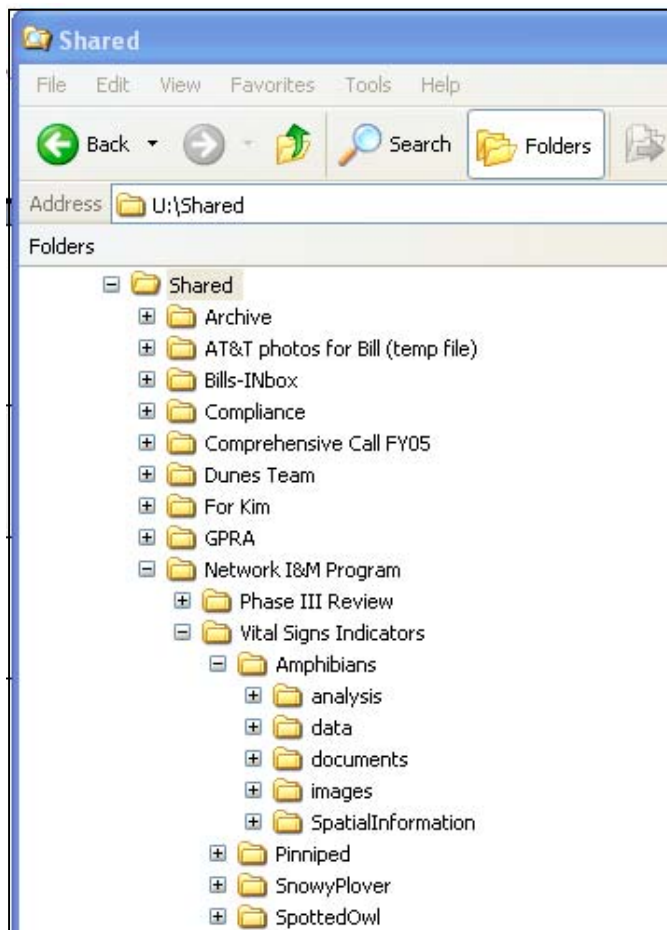 Shared
File Edit View Favorites Tools Help
Back Search Folders
Address U:\Shared
Folders
Shared
Archive
AT&T photos for Bill (temp file)
Bills-INbox
Compliance
Comprehensive Call FY05
Dunes Team
For Kim
GPRA
Network I&M Program
Phase III Review
Vital Signs Indicators
Amphibians
analysis
data
documents
images
SpatialInformation
Pinniped
SnowyPlover
SpottedOwl